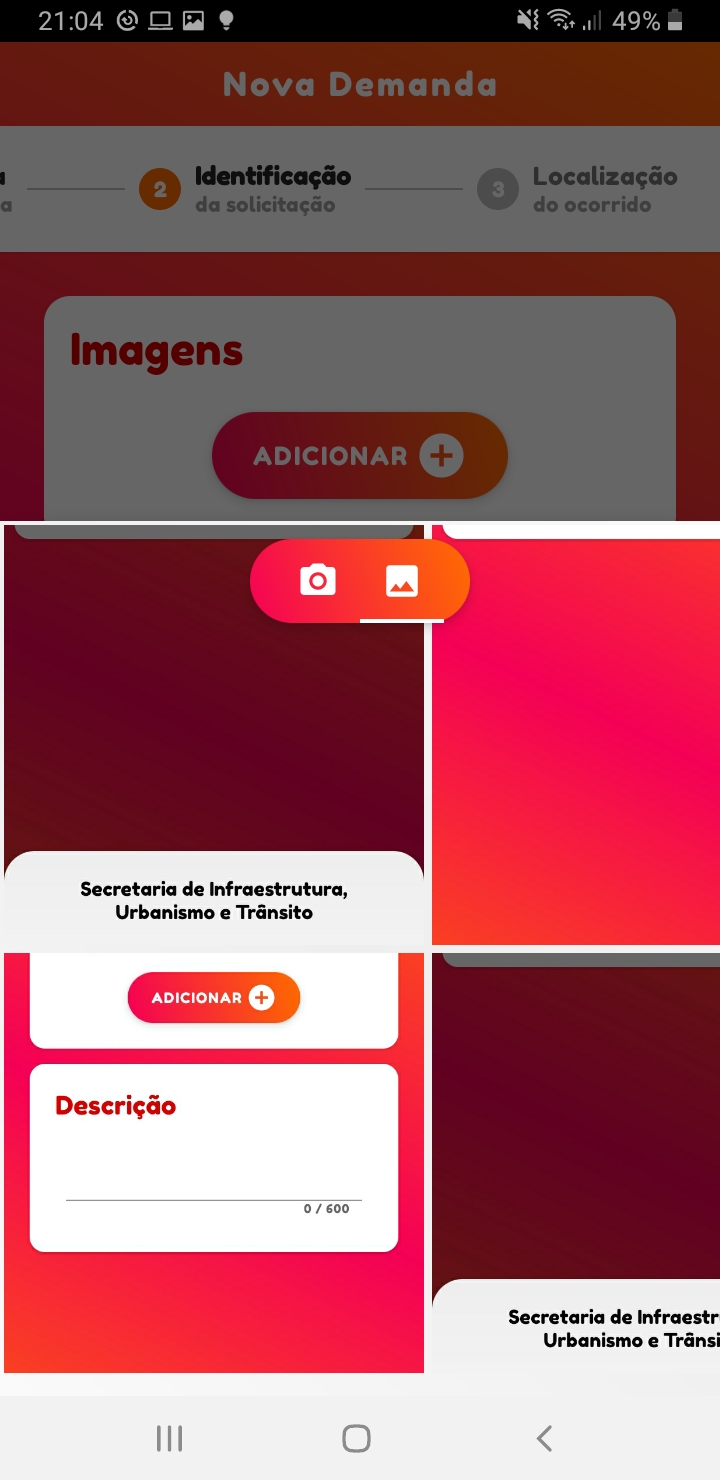 21:04
49%
Nova Demanda
a
2
Identificação
3
Localização
a
da solicitação
do ocorrido
Imagens
ADICIONAR
Secretaria de Infraestrutura,
Urbanismo e Trânsito
ADICIONAR
Descrição
0 / 600
Secretaria de Infraestr
Urbanismo e Trânsi